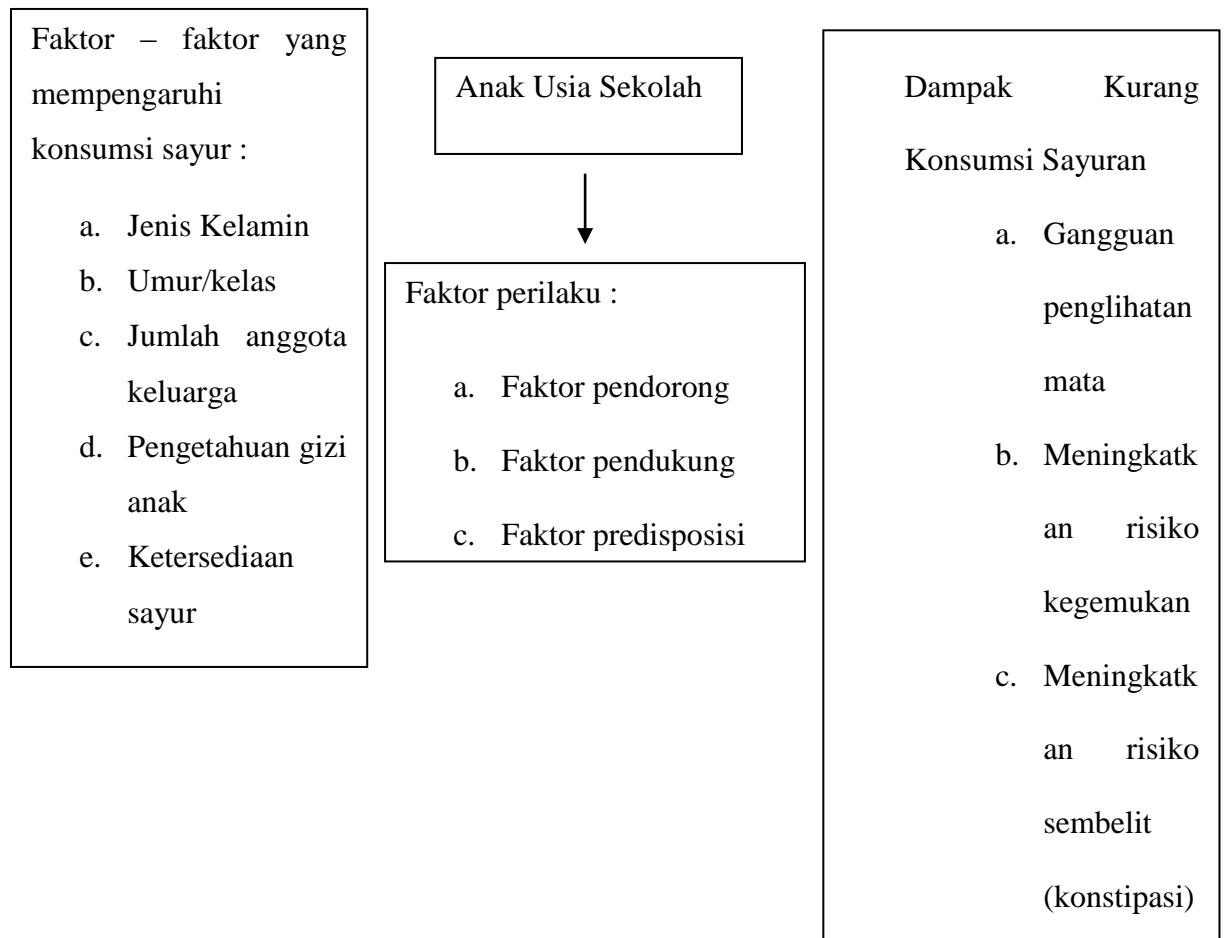 Faktor – faktor yang
mempengaruhi
konsumsi sayur :
a. Jenis Kelamin
b. Umur/kelas
c. Jumlah anggota
keluarga
d. Pengetahuan gizi
anak
e. Ketersediaan
sayur
Anak Usia Sekolah
Faktor perilaku :
a. Faktor pendorong
b. Faktor pendukung
c. Faktor predisposisi
Dampak Kurang
Konsumsi Sayuran
a. Gangguan
penglihatan
mata
b. Meningkatk
an risiko
kegemukan
c. Meningkatk
an risiko
sembelit
(konstipasi)